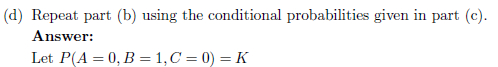 (d) Repeat part (b) using the conditional probabilities given in part (c).
Answer:
Let P(A = 0, B = 1, C = 0) = K